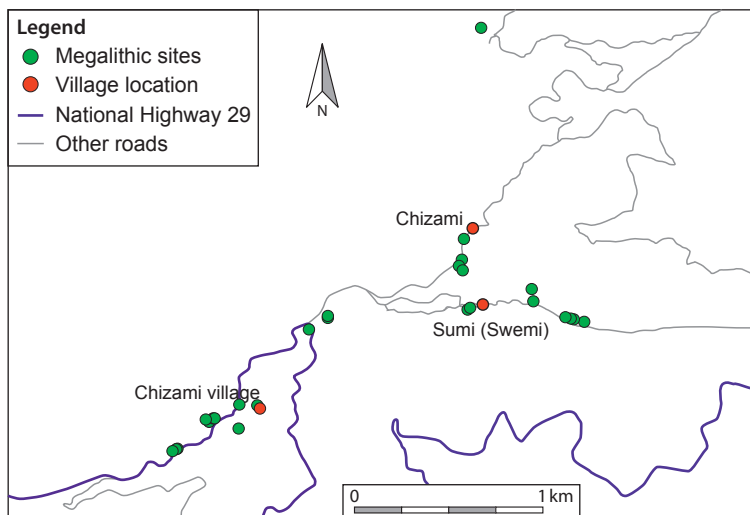 Legend
Megalithic sites
Village location
National Highway 29
Other roads
N
Chizami
Sumi (Swemi)
Chizami village
0 1 km